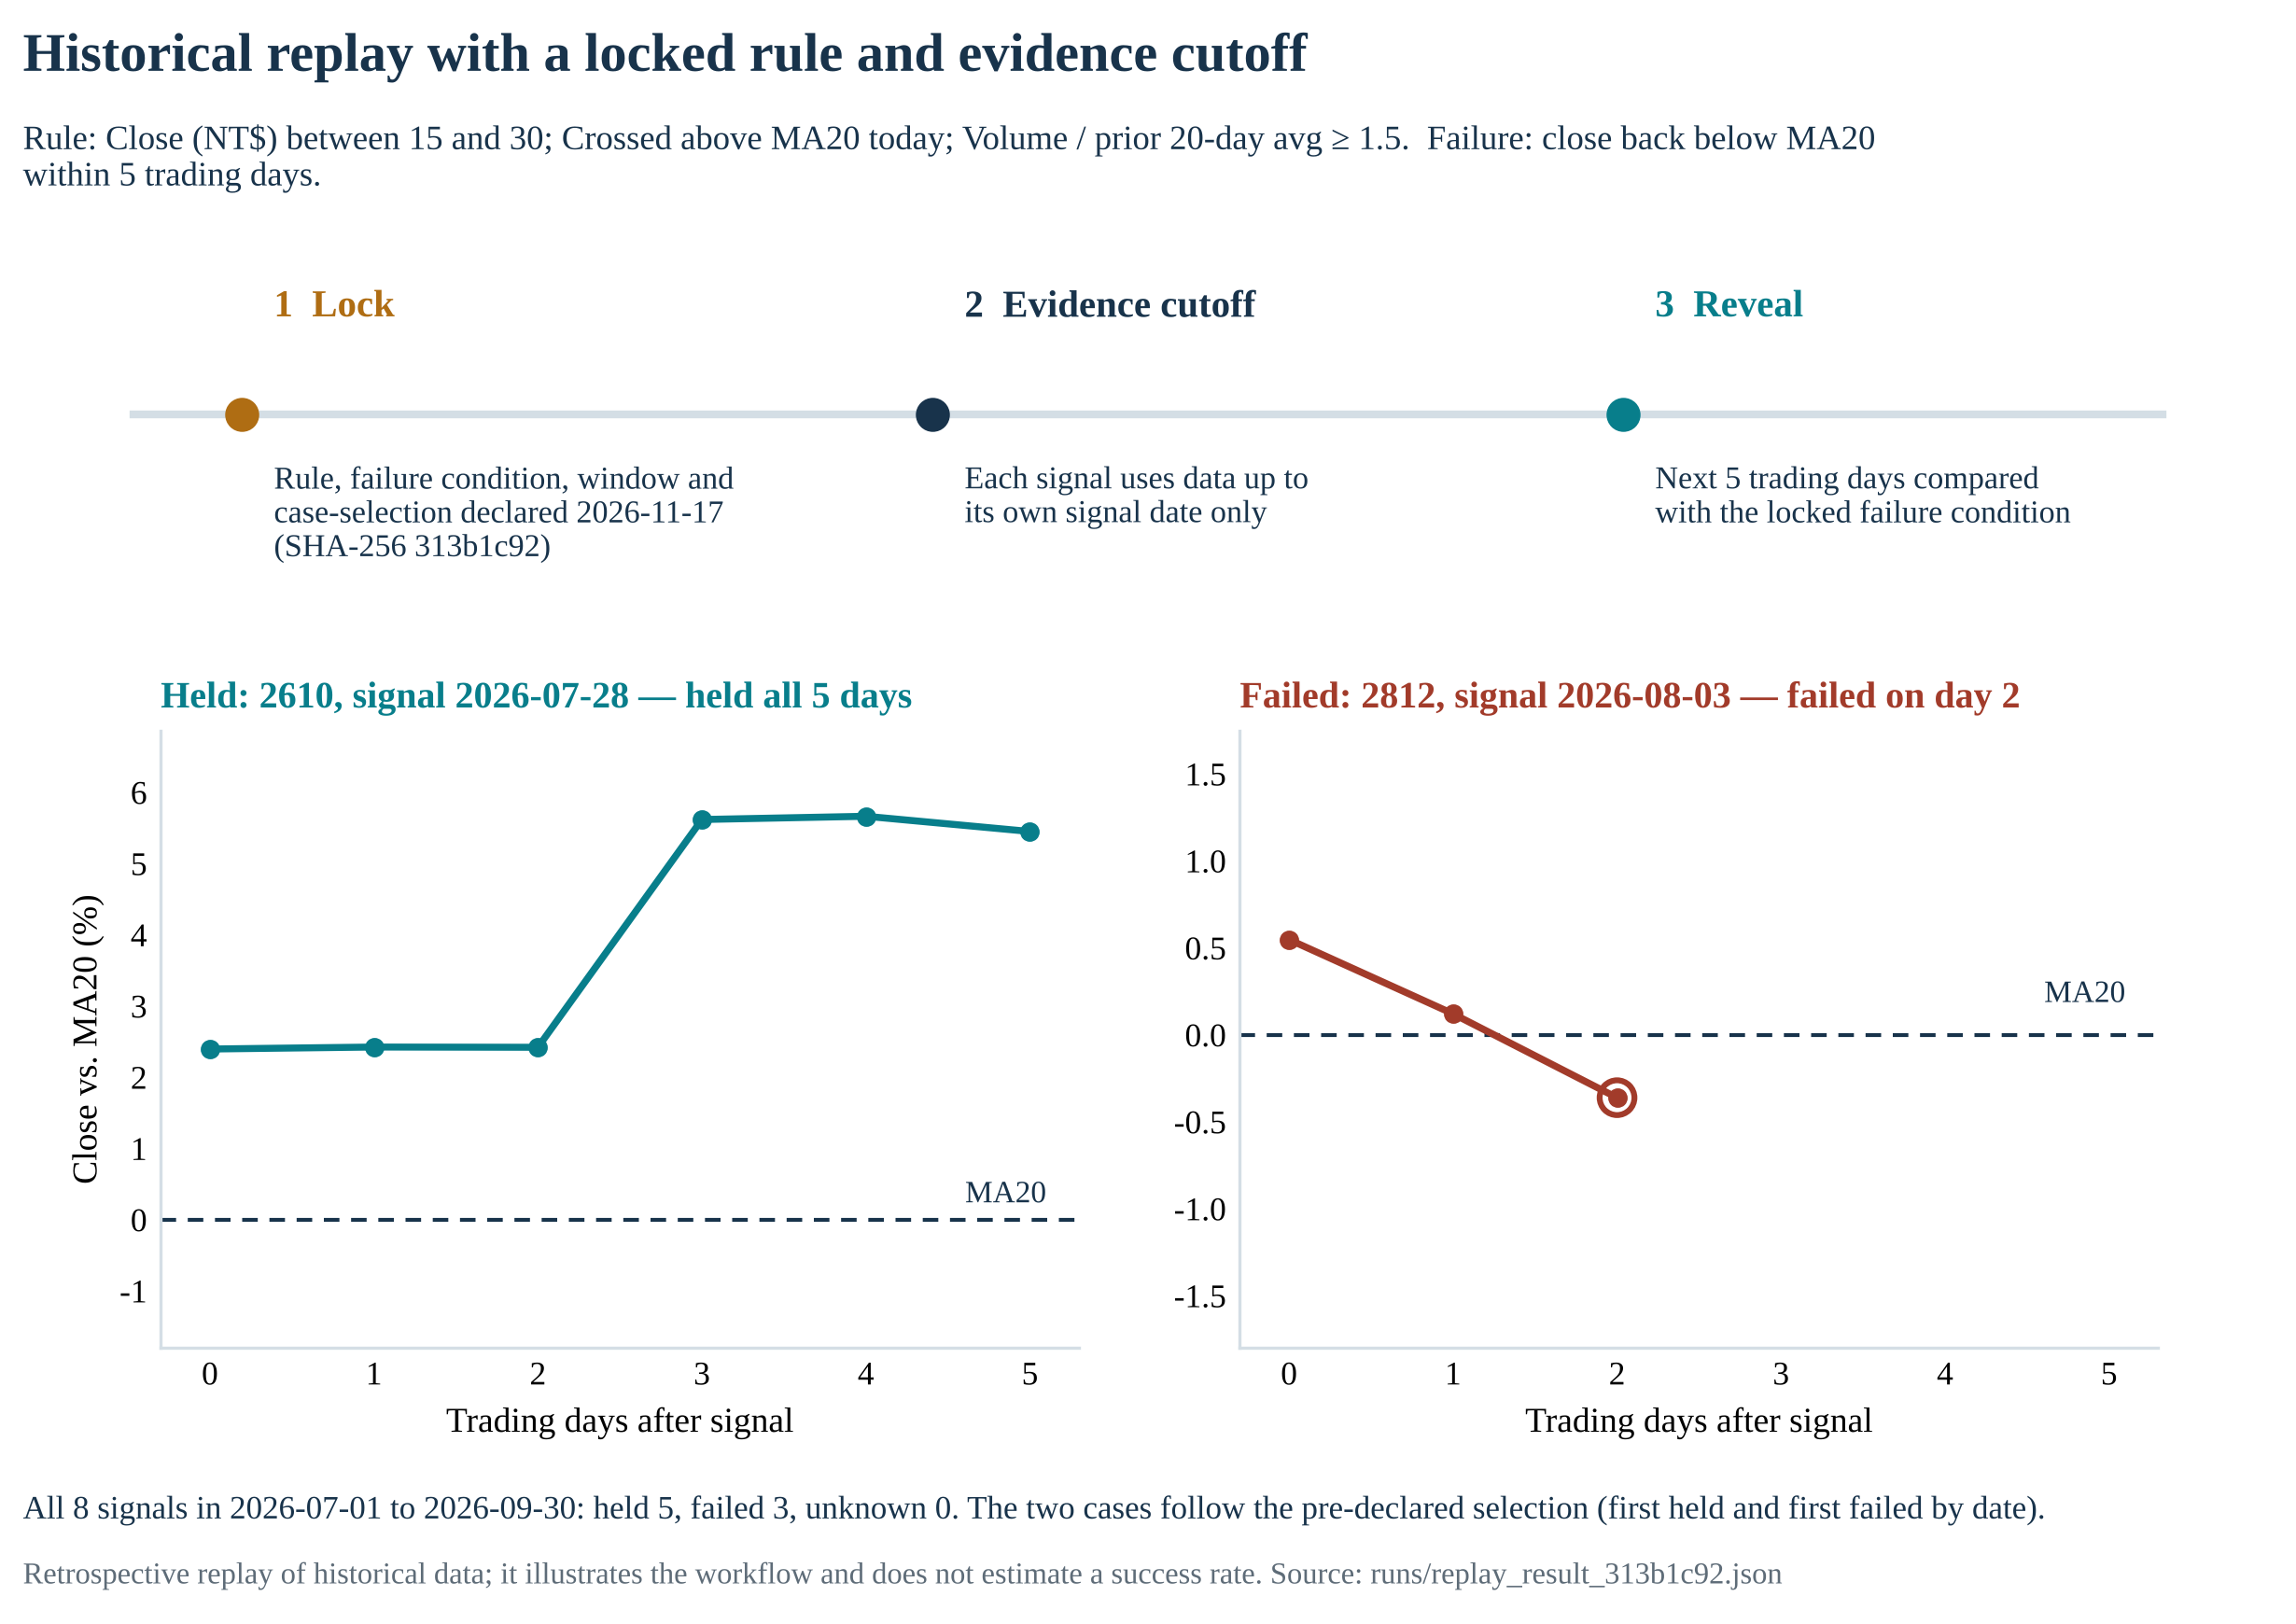 Historical replay with a locked rule and evidence cutoff
Rule: Close (NT$) between 15 and 30; Crossed above MA20 today; Volume / prior 20-day avg ≥ 1.5.  Failure: close back below MA20
within 5 trading days.
1  Lock
2  Evidence cutoff
3  Reveal
Rule, failure condition, window and
case-selection declared 2026-11-17
(SHA-256 313b1c92)
Each signal uses data up to
its own signal date only
Next 5 trading days compared
with the locked failure condition
Held: 2610, signal 2026-07-28 — held all 5 days
6
5
4
3
2
1
0
-1
Close vs. MA20 (%)
MA20
0 1 2 3 4 5
Trading days after signal
Failed: 2812, signal 2026-08-03 — failed on day 2
1.5
1.0
0.5
0.0
-0.5
-1.0
-1.5
MA20
0 1 2 3 4 5
Trading days after signal
All 8 signals in 2026-07-01 to 2026-09-30: held 5, failed 3, unknown 0. The two cases follow the pre-declared selection (first held and first failed by date).
Retrospective replay of historical data; it illustrates the workflow and does not estimate a success rate. Source: runs/replay_result_313b1c92.json